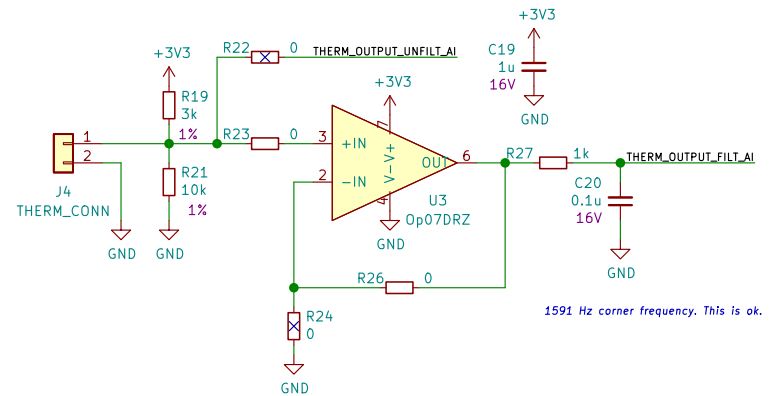 +3V3
R22 0
THERM_OUTPUT_UNFILT_AI
C19
1u
16V
GND
+3V3
R19
3k
1%
+3V3
1
2
J4
THERM_CONN
R23 0
3
+IN
2
-IN
7
V+
V-
4
OUT
6
U3
Op07DRZ
GND
R27 1k
THERM_OUTPUT_FILT_AI
C20
0.1u
16V
GND
R21
10k
1%
GND
GND
R26 0
R24
0
GND
1591 Hz corner frequency. This is ok.